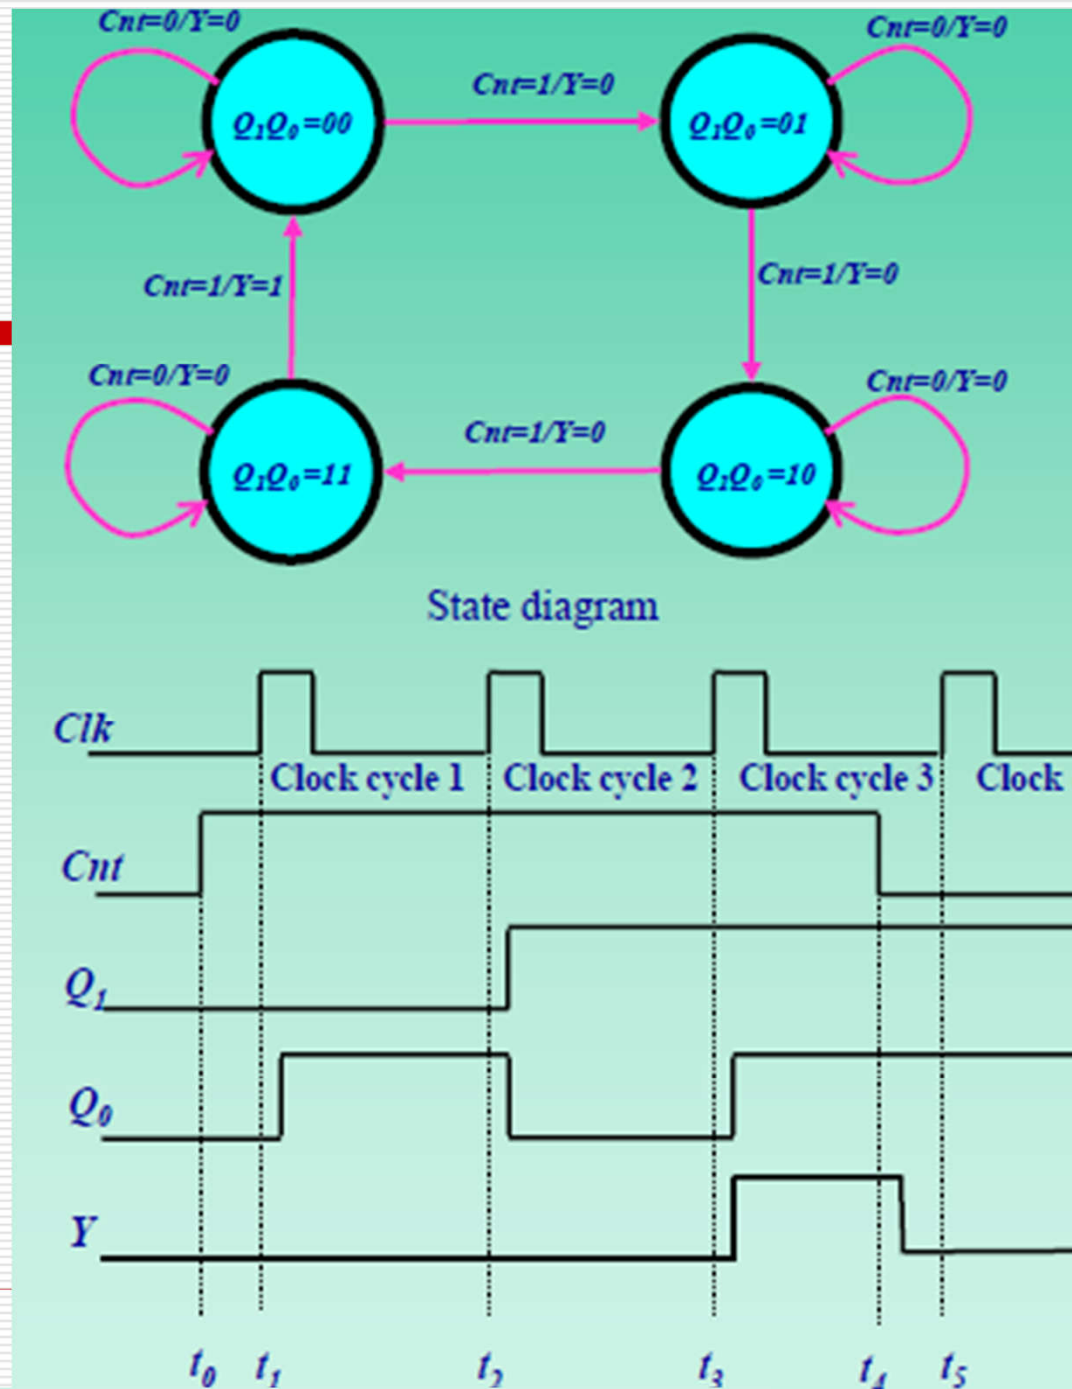 Cnt=0/Y=0
Cnt=0/Y=0
Cnt=1/Y=0
Q₁Q₀=00
Q₁Q₀=01
Cnt=1/Y=0
Cnt=1/Y=1
Cnt=0/Y=0
Cnt=0/Y=0
Cnt=1/Y=0
Q₁Q₀=11
Q₁Q₀=10
State diagram
Clk
Clock cycle 1 Clock cycle 2 Clock cycle 3 Clock
Cnt
Q₁
Q₀
Y
t₀ t₁ t₂ t₃ t₄ t₅